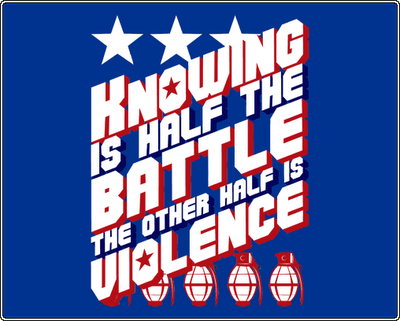 KNOWING
IS HALF THE
BATTLE
THE OTHER HALF IS
VIOLENCE